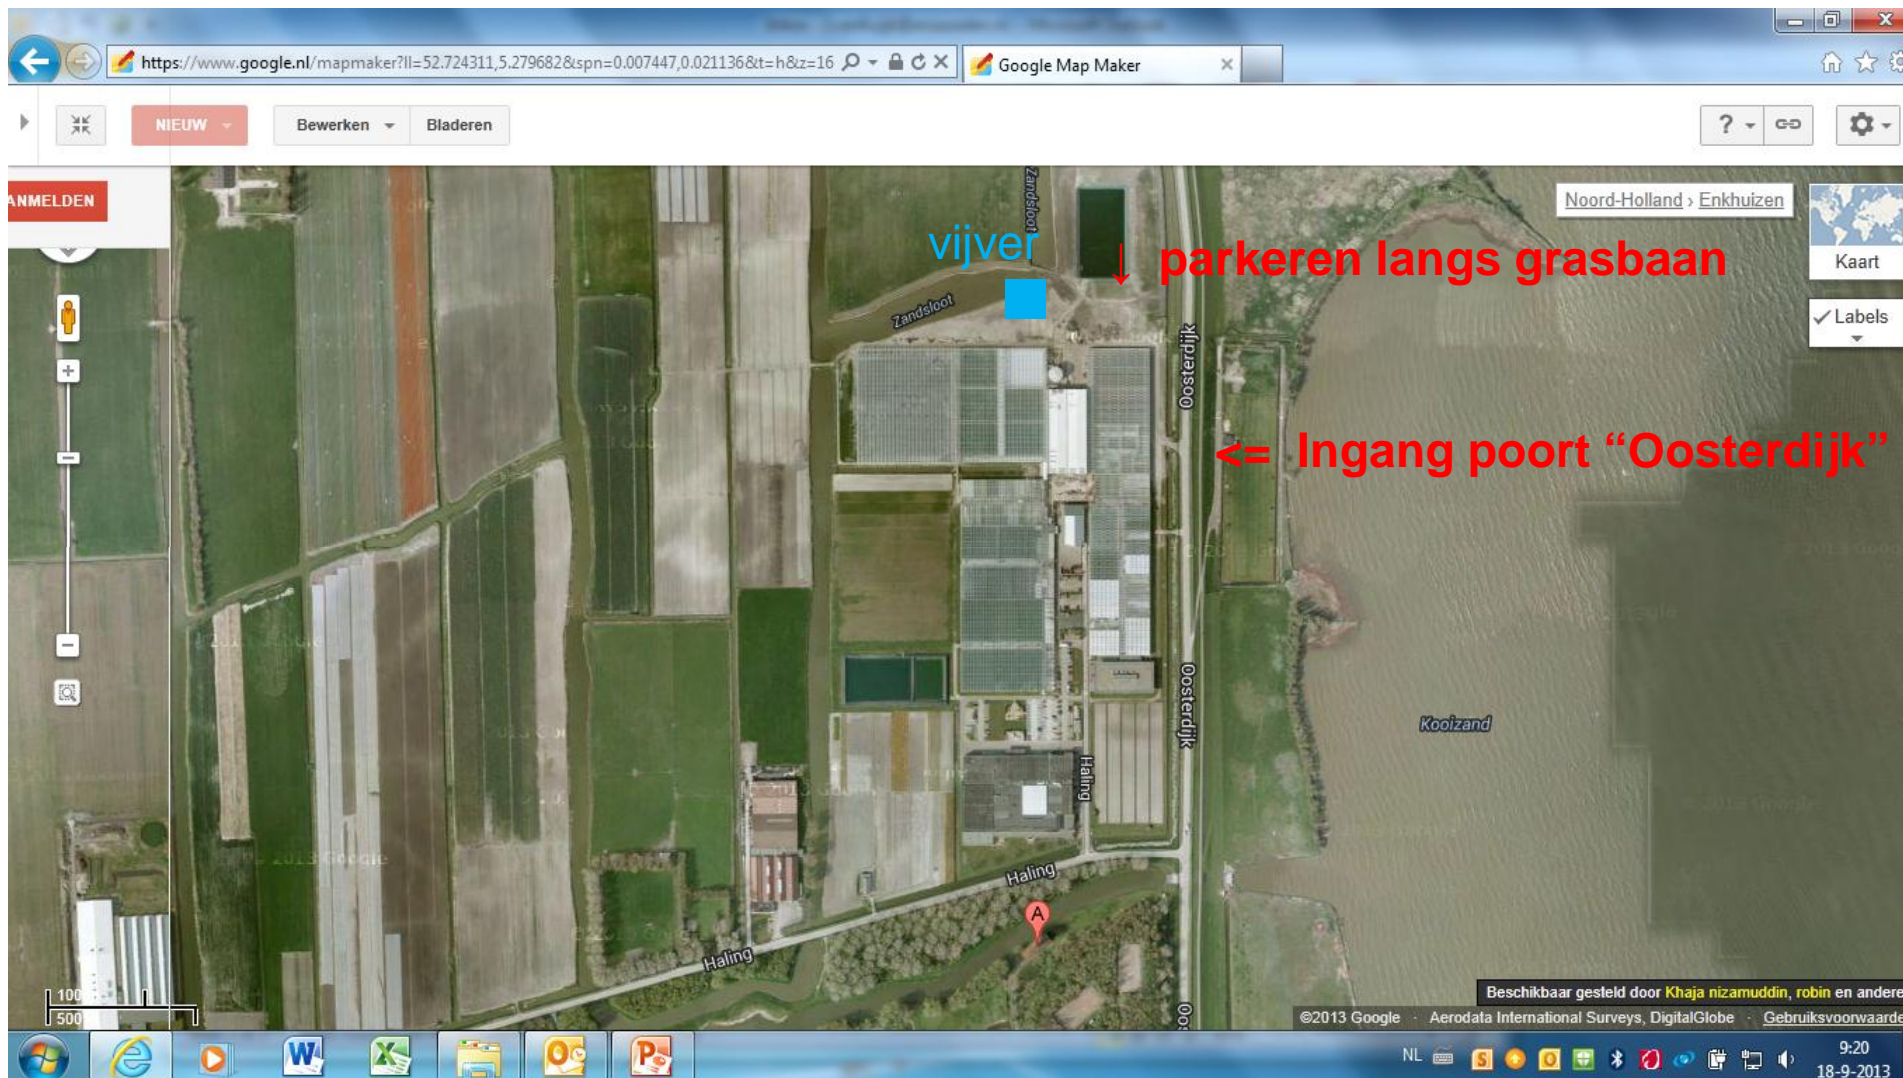 https://www.google.nl/mapmaker?ll=52.724311,5.279682&spn=0.007447,0.021136&t=h&z=16
Google Map Maker
NIEUW
Bewerken
Bladeren
?
ANMELDEN
Noord-Holland › Enkhuizen
Kaart
Labels
Zandsloot
vijver
↓ parkeren langs grasbaan
Zandsloot
Oosterdijk
<= Ingang poort “Oosterdijk”
Oosterdijk
Kooizand
Haling
Haling
A
Haling
Oos
100
500
Beschikbaar gesteld door Khaja nizamuddin, robin en andere
©2013 Google · Aerodata International Surveys, DigitalGlobe · Gebruiksvoorwaarde
NL
9:20
18-9-2013